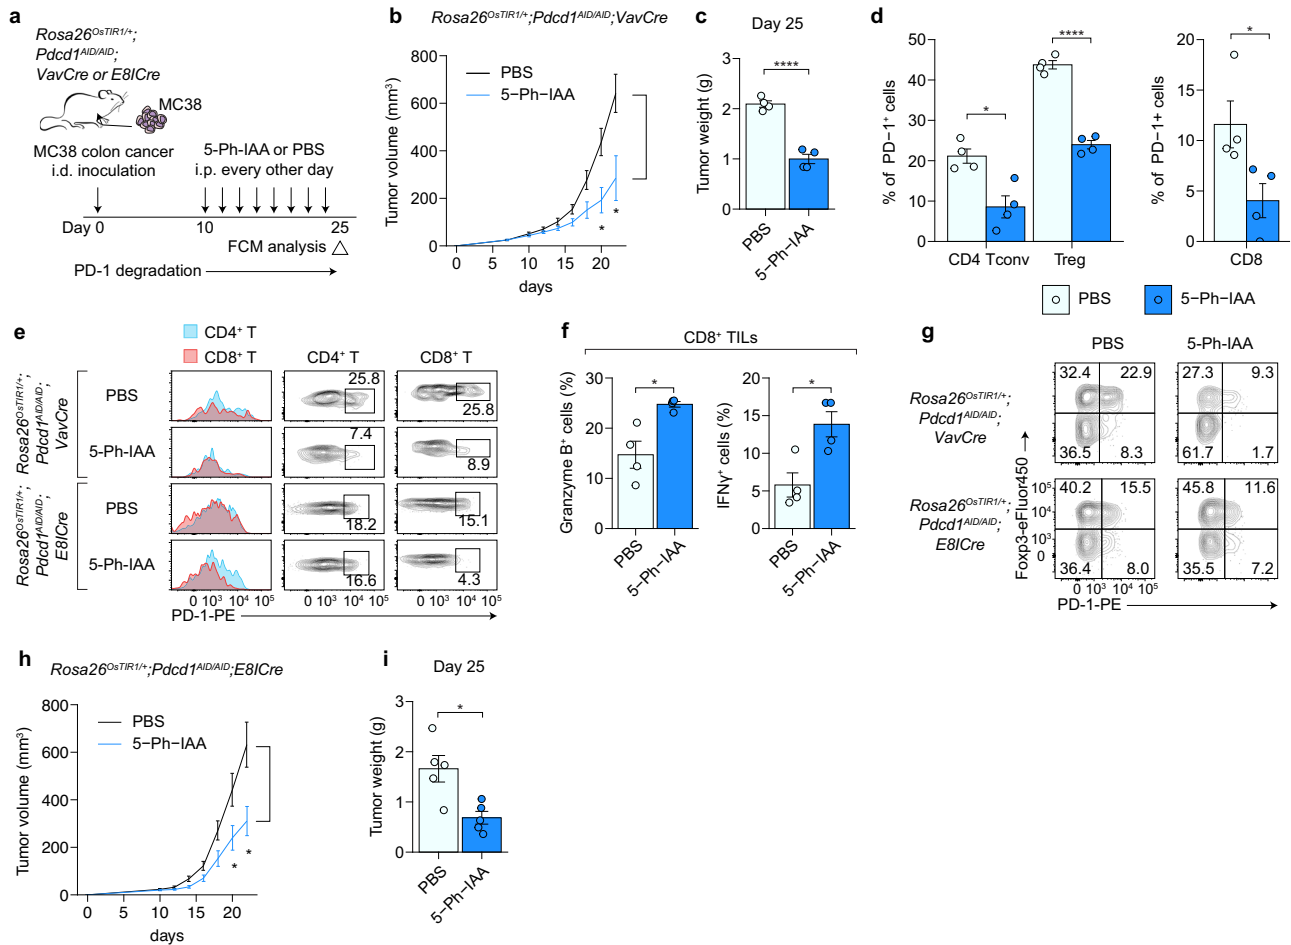 a
Rosa26OsTIR1/+;
Pdcd1AID/AID;
VavCre or E8ICre
MC38
MC38 colon cancer
i.d. inoculation
5-Ph-IAA or PBS
i.p. every other day
Day 0
10
25
FCM analysis
PD-1 degradation
b
Rosa26OsTIR1/+;Pdcd1AID/AID;VavCre
Tumor volume (mm3)
800
600
400
200
0
PBS
5−Ph−IAA
*
*
0 5 10 15 20
days
c
Day 25
Tumor weight (g)
3
2
1
0
****
PBS
5−Ph−IAA
d
% of PD−1+ cells
50
40
30
20
10
0
*
****
CD4 Tconv
Treg
% of PD−1+ cells
20
15
10
5
0
*
CD8
PBS
5−Ph−IAA
e
CD4+ T
CD8+ T
CD4+ T
CD8+ T
Rosa26OsTIR1/+;
Pdcd1AID/AID;
VavCre
PBS
25.8
25.8
5-Ph-IAA
7.4
8.9
Rosa26OsTIR1/+;
Pdcd1AID/AID;
E8ICre
PBS
18.2
15.1
5-Ph-IAA
16.6
4.3
0 103 104 105
0 103 104 105
0 103 104 105
PD-1-PE
f
CD8+ TILs
Granzyme B+ cells (%)
30
20
10
0
*
PBS
5-Ph-IAA
IFNγ+ cells (%)
20
15
10
5
0
*
PBS
5-Ph-IAA
g
PBS
5-Ph-IAA
Rosa26OsTIR1/+;
Pdcd1AID/AID;
VavCre
32.4 22.9
36.5 8.3
27.3 9.3
61.7 1.7
Rosa26OsTIR1/+;
Pdcd1AID/AID;
E8ICre
Foxp3-eFluor450
105
104
103
0
40.2 15.5
36.4 8.0
45.8 11.6
35.5 7.2
0 103 104 105
0 103 104 105
PD-1-PE
h
Rosa26OsTIR1/+;Pdcd1AID/AID;E8ICre
Tumor volume (mm3)
800
600
400
200
0
PBS
5−Ph−IAA
*
*
0 5 10 15 20
days
i
Day 25
Tumor weight (g)
3
2
1
0
*
PBS
5−Ph−IAA